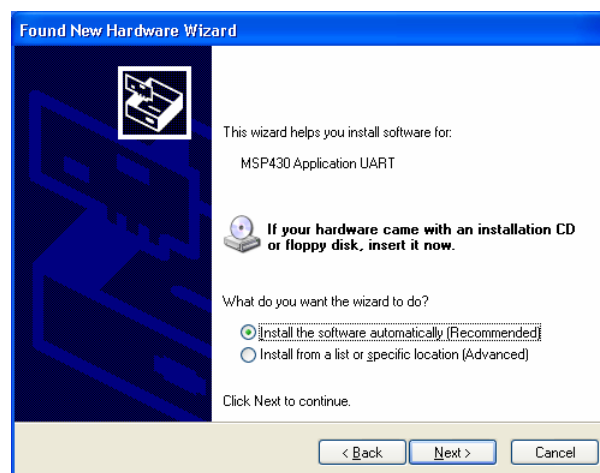 Found New Hardware Wizard
This wizard helps you install software for:
MSP430 Application UART
If your hardware came with an installation CD
or floppy disk, insert it now.
What do you want the wizard to do?
Install the software automatically (Recommended)
Install from a list or specific location (Advanced)
Click Next to continue.
< Back
Next >
Cancel